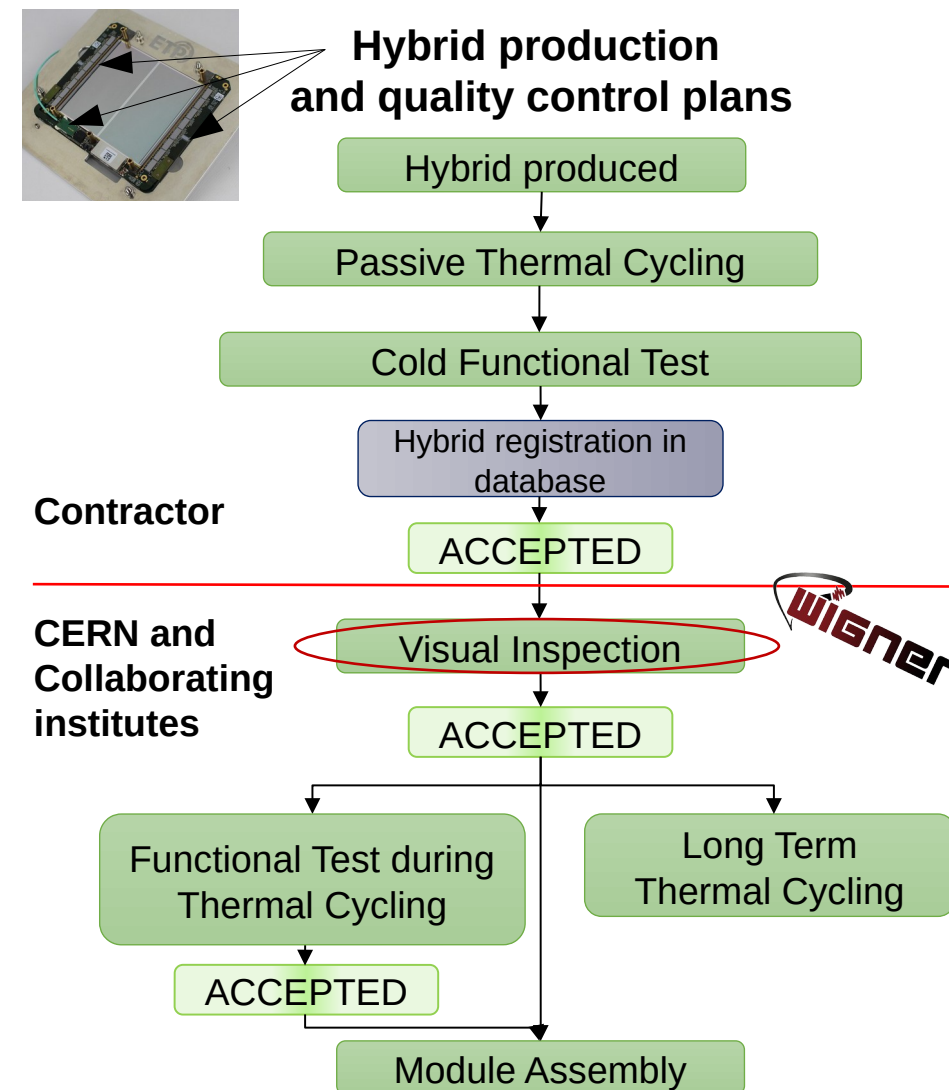 ETP
Hybrid production
and quality control plans
Hybrid produced
Passive Thermal Cycling
Cold Functional Test
Hybrid registration in
database
Contractor
ACCEPTED
wigner
CERN and
Collaborating
institutes
Visual Inspection
ACCEPTED
Functional Test during
Thermal Cycling
Long Term
Thermal Cycling
ACCEPTED
Module Assembly